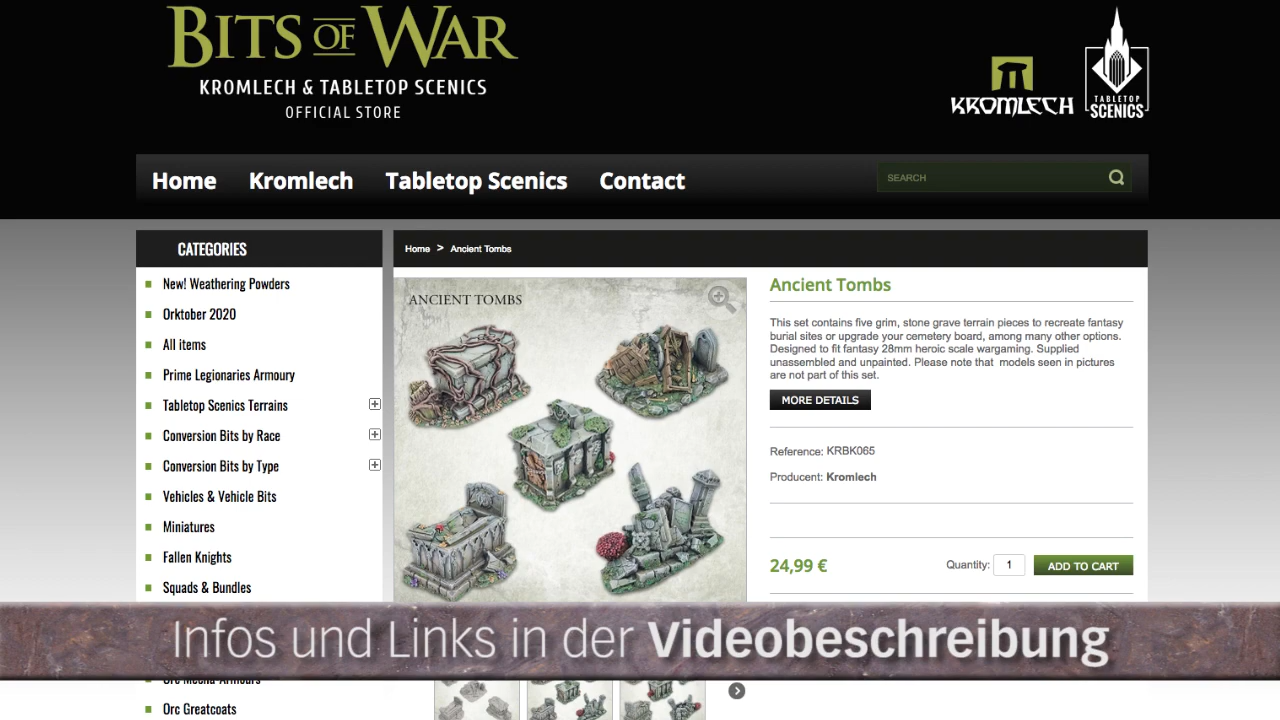 BITS OF WAR
KROMLECH & TABLETOP SCENICS
OFFICIAL STORE
KROMLECH
TABLETOP
SCENICS
Home
Kromlech
Tabletop Scenics
Contact
SEARCH
CATEGORIES
New! Weathering Powders
Orktober 2020
All items
Prime Legionaries Armoury
Tabletop Scenics Terrains
Conversion Bits by Race
Conversion Bits by Type
Vehicles & Vehicle Bits
Miniatures
Fallen Knights
Squads & Bundles
Orc Greatcoats
Home > Ancient Tombs
ANCIENT TOMBS
Ancient Tombs
This set contains five grim, stone grave terrain pieces to recreate fantasy
burial sites or upgrade your cemetery board, among many other options.
Designed to fit fantasy 28mm heroic scale wargaming. Supplied
unassembled and unpainted. Please note that models seen in pictures
are not part of this set.
MORE DETAILS
Reference: KRBK065
Producent: Kromlech
24,99 €
Quantity: 1
ADD TO CART
Infos und Links in der Videobeschreibung